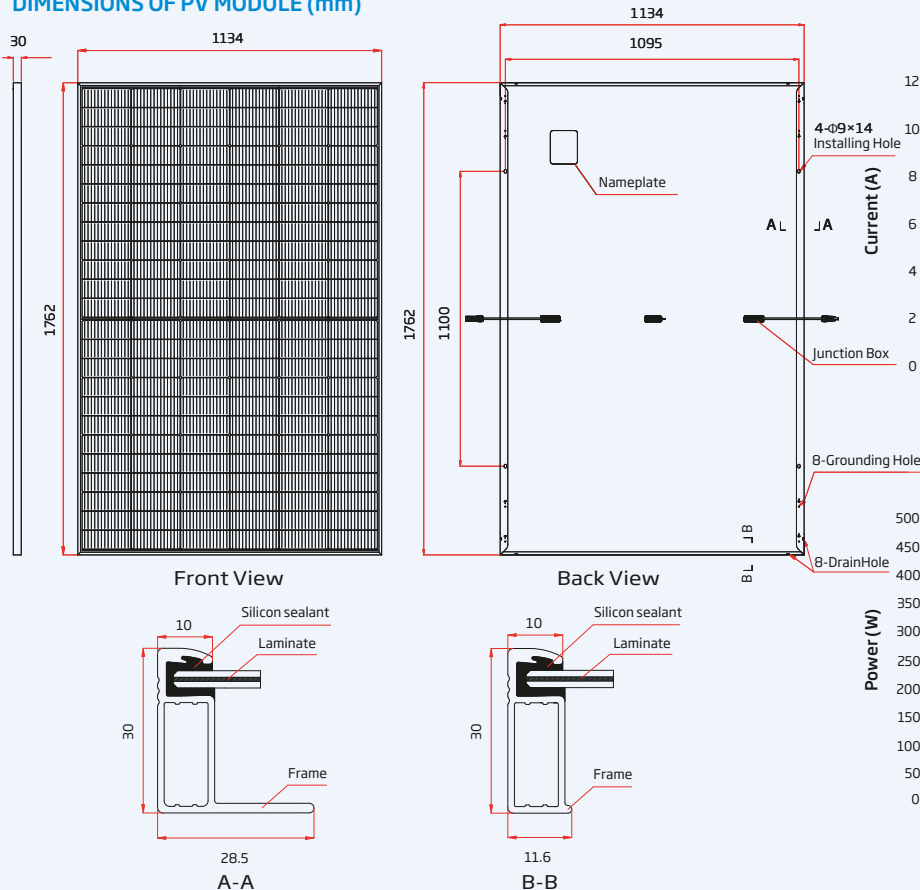 DIMENSIONS OF PV MODULE (mm)
30
1134
1762
Front View
1134
1095
1762
1100
4-Φ9×14
Installing Hole
Nameplate
A
A
Junction Box
8-Grounding Hole
B
B
8-DrainHole
Back View
Current (A)
12
10
8
6
4
2
0
Power (W)
500
450
400
350
300
250
200
150
100
50
0
10
Silicon sealant
Laminate
30
Frame
28.5
A-A
10
Silicon sealant
Laminate
30
Frame
11.6
B-B